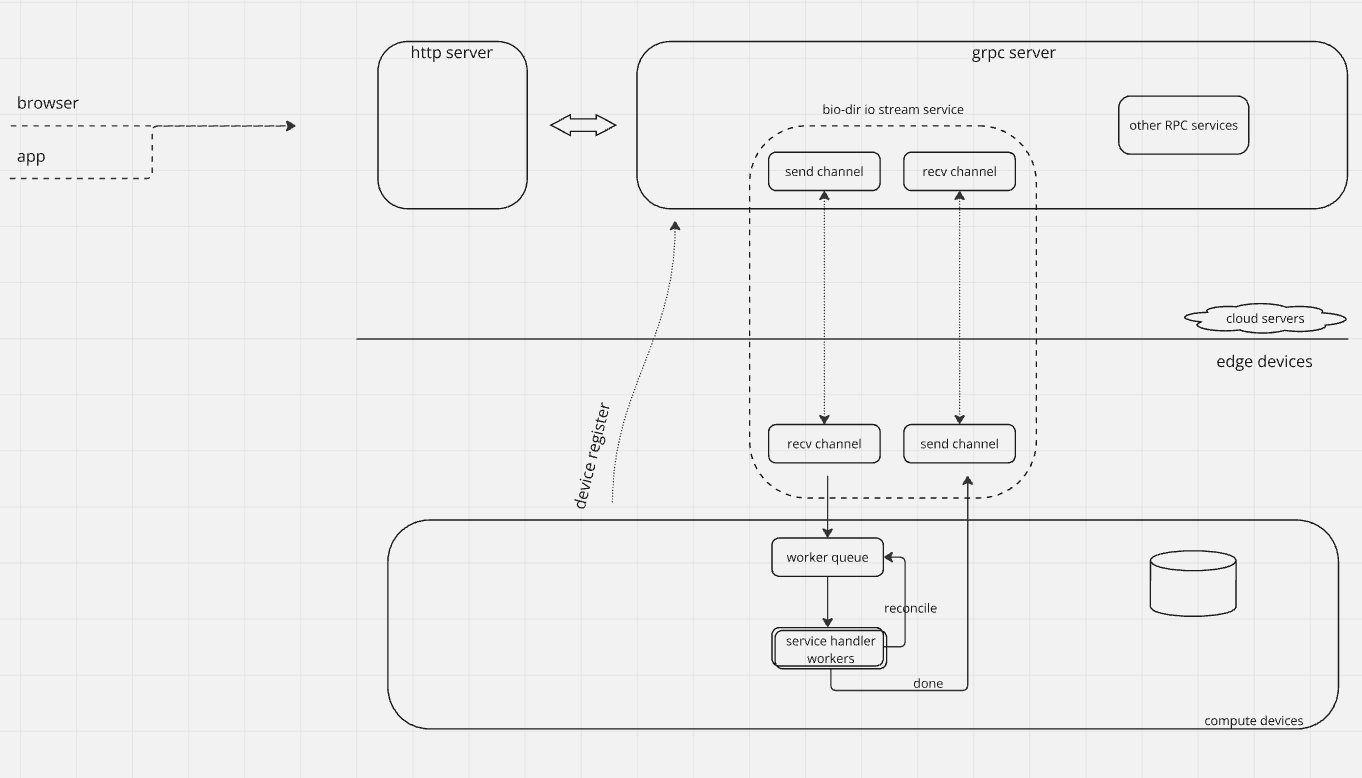 http server
grpc server
browser
bio-dir io stream service
other RPC services
app
send channel
recv channel
cloud servers
edge devices
device register
recv channel
send channel
worker queue
reconcile
service handler
workers
done
compute devices